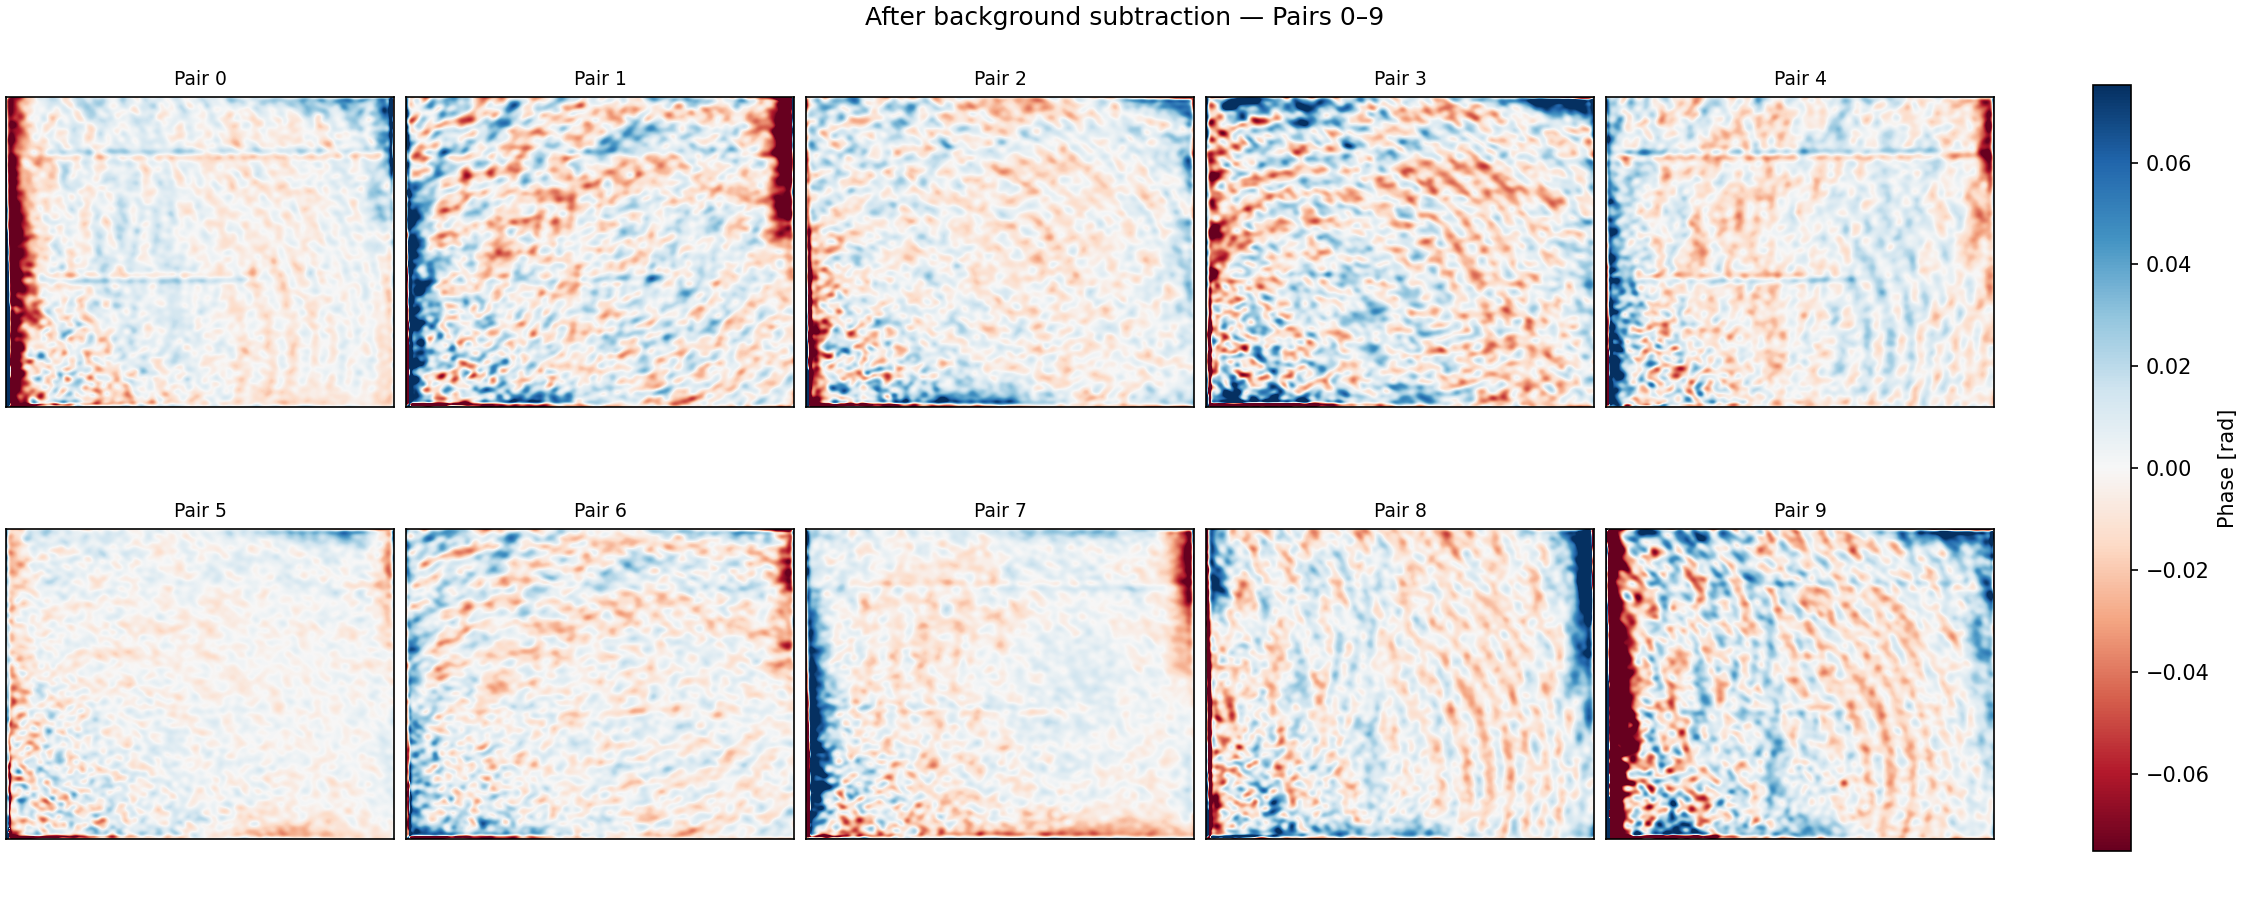 After background subtraction — Pairs 0–9
Pair 0
Pair 1
Pair 2
Pair 3
Pair 4
Pair 5
Pair 6
Pair 7
Pair 8
Pair 9
0.06
0.04
0.02
0.00
−0.02
−0.04
−0.06
Phase [rad]